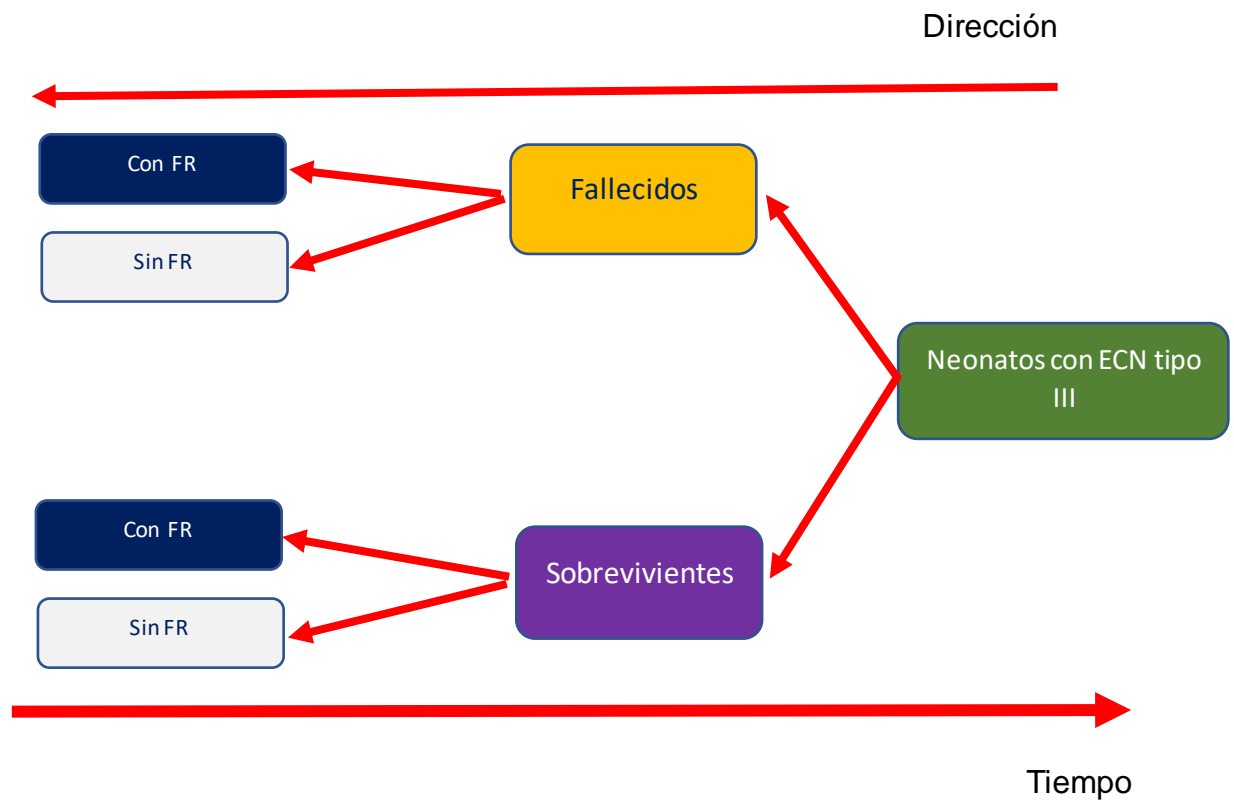 Dirección
Con FR
Fallecidos
Sin FR
Neonatos con ECN tipo
III
Con FR
Sobrevivientes
Sin FR
Tiempo